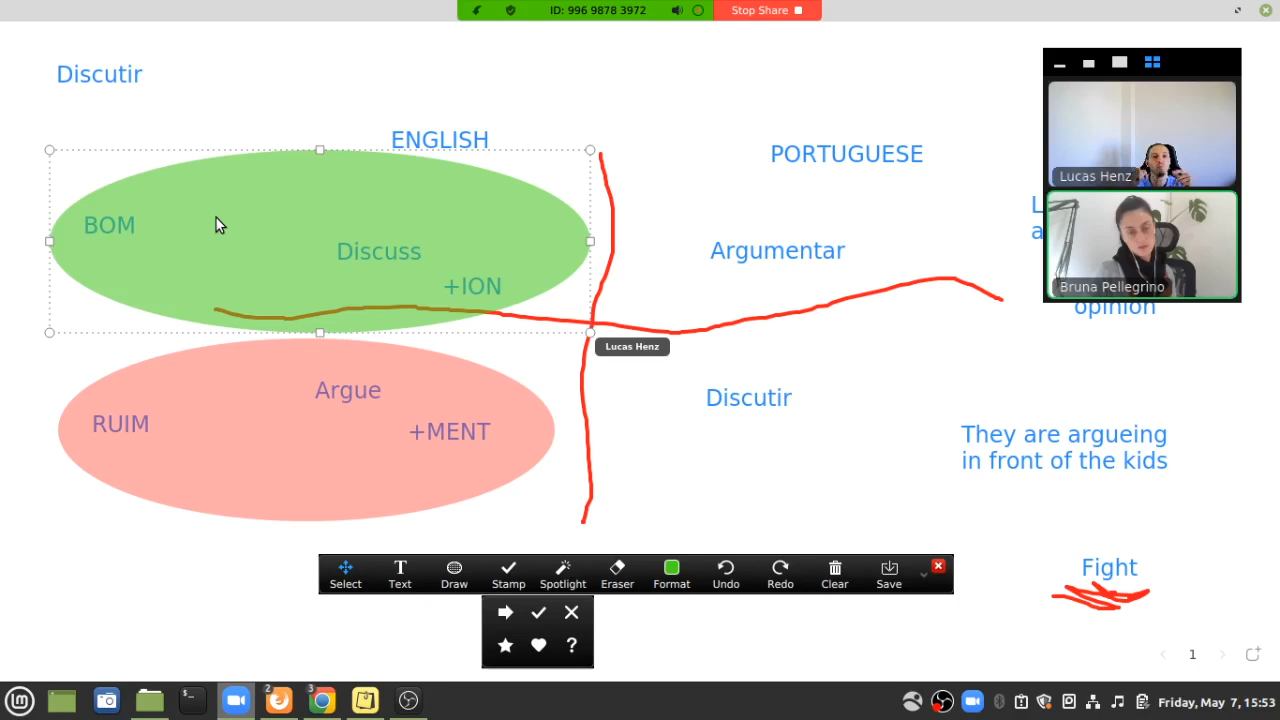 ID: 996 9878 3972
Stop Share
Discutir
ENGLISH
PORTUGUESE
Lucas Henz
BOM
Discuss
+ION
Argumentar
Bruna Pellegrino
opinion
Lucas Henz
Argue
RUIM
+MENT
Discutir
They are argueing
in front of the kids
Fight
Select
Text
Draw
Stamp
Spotlight
Eraser
Format
Undo
Redo
Clear
Save
1
2
3
Friday, May 7, 15:53